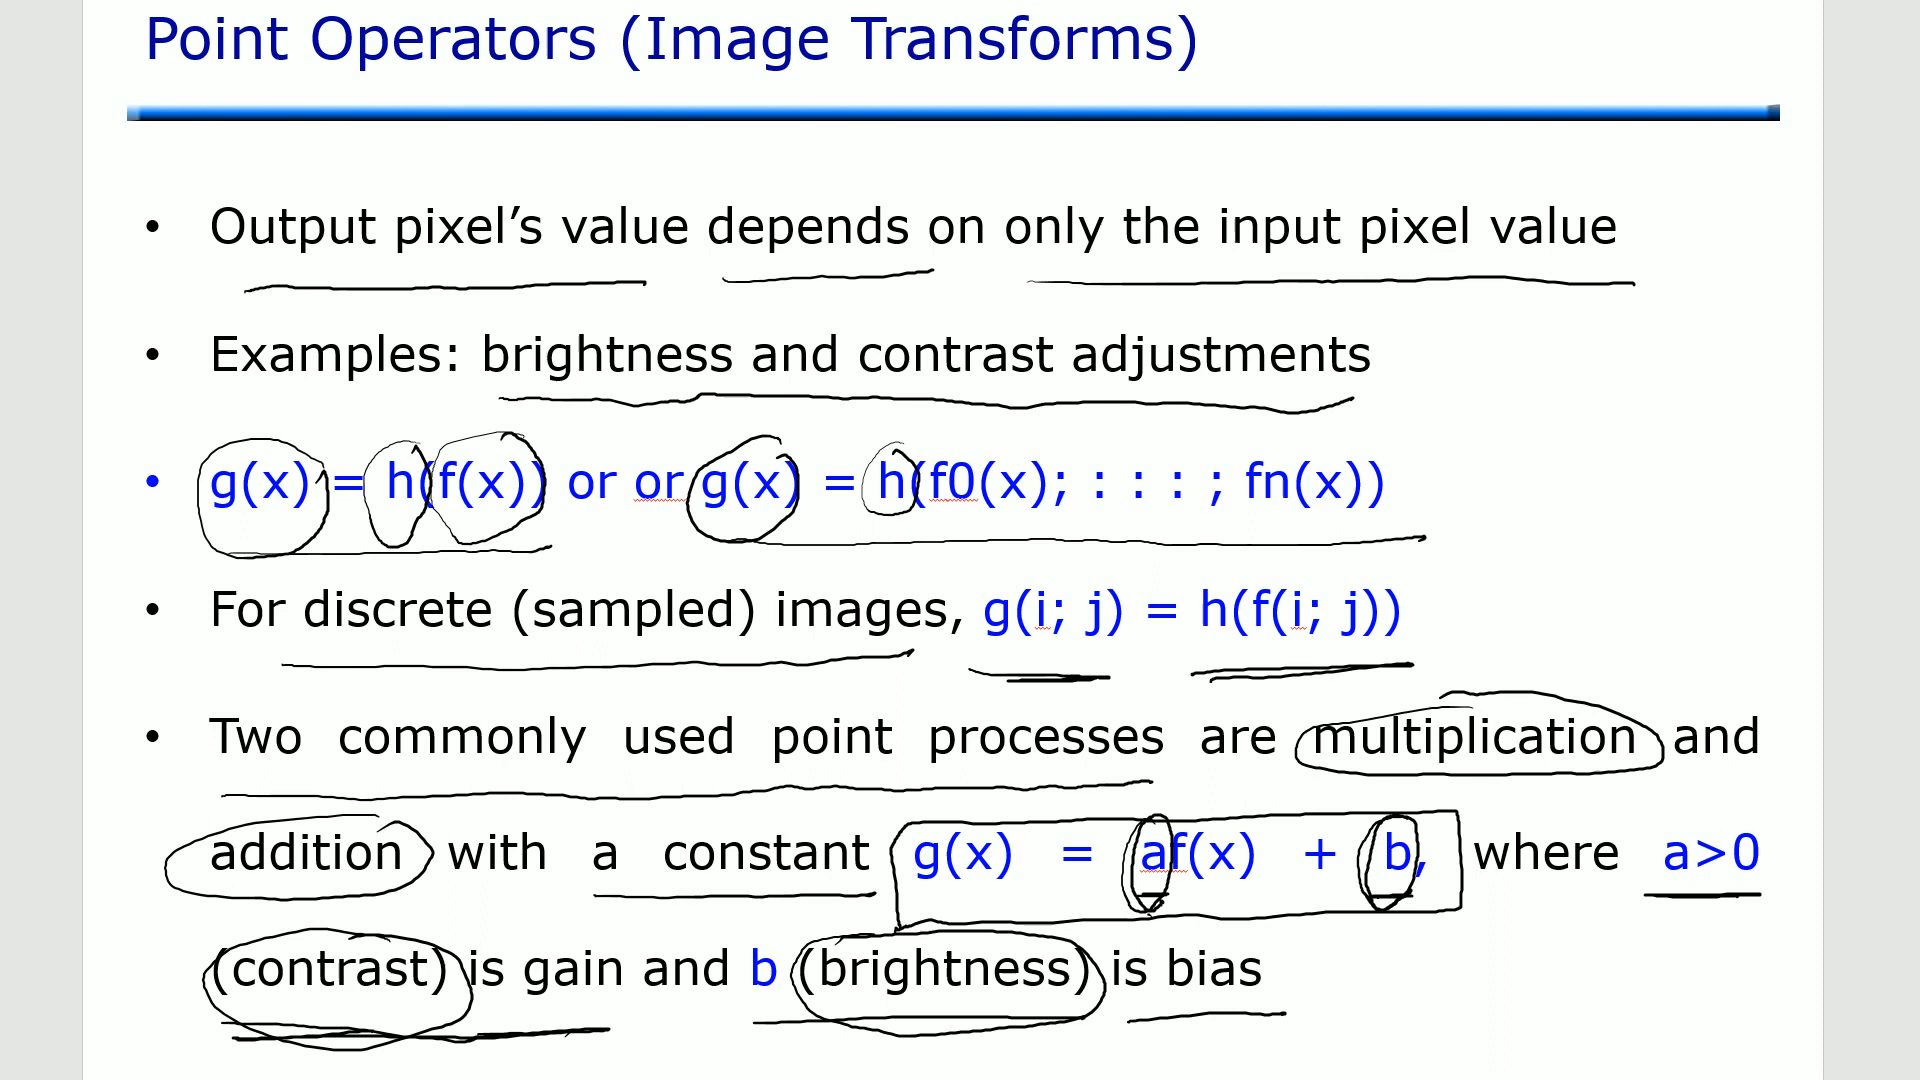 Point Operators (Image Transforms)
• Output pixel’s value depends on only the input pixel value
• Examples: brightness and contrast adjustments
• g(x) = h(f(x)) or or g(x) = h(f0(x); : : : ; fn(x))
• For discrete (sampled) images, g(i; j) = h(f(i; j))
• Two commonly used point processes are multiplication and
addition with a constant g(x) = af(x) + b, where a>0
(contrast) is gain and b (brightness) is bias